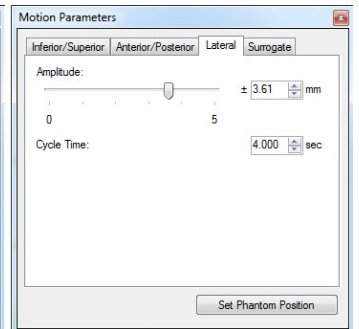 Motion Parameters
Inferior/Superior Anterior/Posterior Lateral Surrogate
Amplitude:
± 3.61 mm
0 5
Cycle Time: 4.000 sec
Set Phantom Position